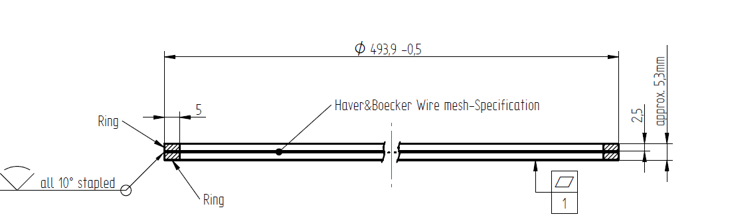 Ø 493,9 -0,5
5
Haver&Boecker Wire mesh-Specification
Ring
2,5
approx. 5,3mm
all 10° stapled
Ring
1